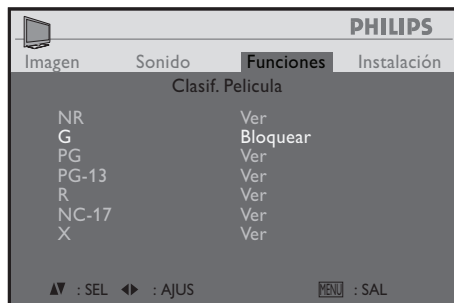 PHILIPS
Imagen Sonido Funciones Instalación
Clasif. Pelicula
NR Ver
G Bloquear
PG Ver
PG-13 Ver
R Ver
NC-17 Ver
X Ver
▲▼ : SEL ◀▶ : AJUS MENU : SAL